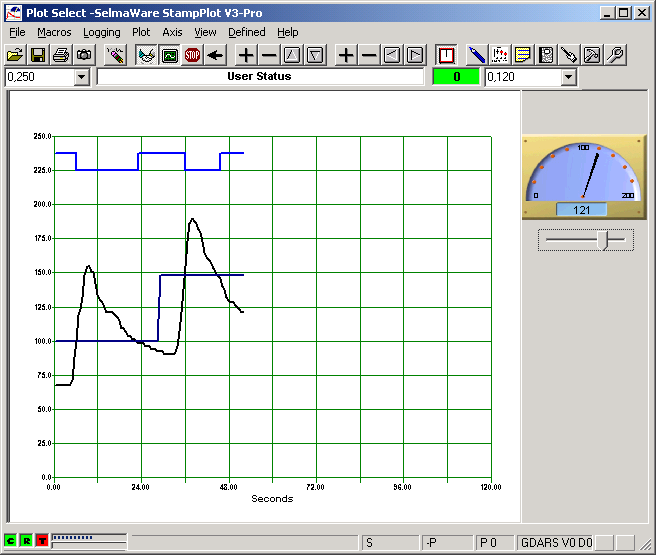 Plot Select -SelmaWare StampPlot V3-Pro
File Macros Logging Plot Axis View Defined Help
STOP
0,250 User Status 0 0,120
250.0
225.0
200.0
175.0
150.0
125.0
100.0
75.0
50.0
25.0
0.0
0.00 24.00 48.00 72.00 96.00 120.00
Seconds
0 100 200
121
C R T S -P P 0 GDARS V0 D0